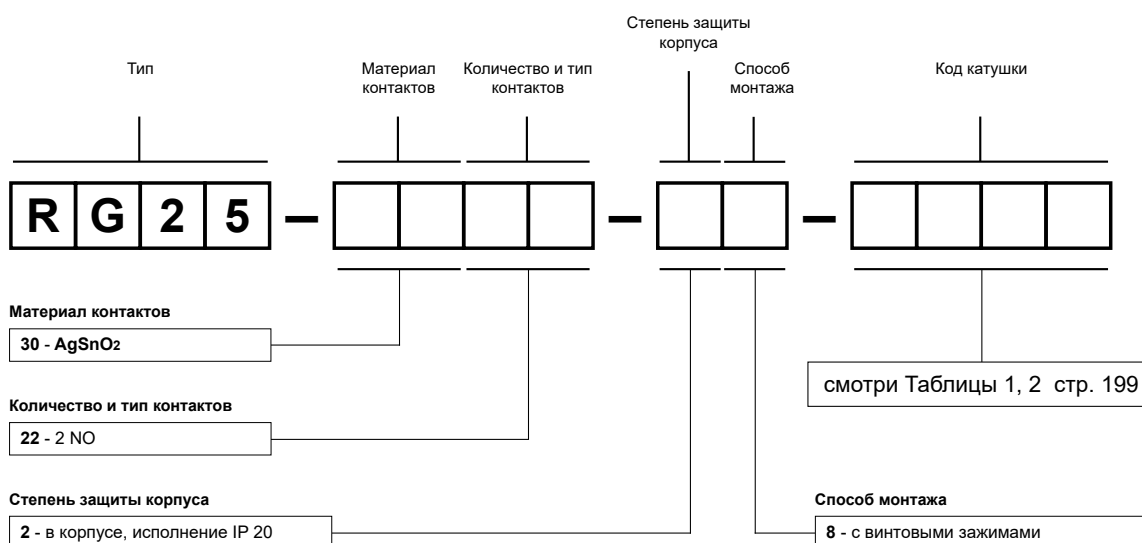 Степень защиты
корпуса
Тип
Материал
контактов
Количество и тип
контактов
Способ
монтажа
Код катушки
R G 2 5 – – –
Материал контактов
30 - AgSnO2
смотри Таблицы 1, 2 стр. 199
Количество и тип контактов
22 - 2 NO
Степень защиты корпуса
2 - в корпусе, исполнение IP 20
Способ монтажа
8 - с винтовыми зажимами